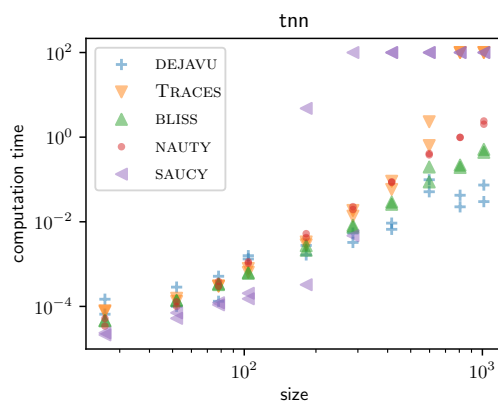 tnn
computation time
10²
10⁰
10⁻²
10⁻⁴
DEJAVU
TRACES
BLISS
NAUTY
SAUCY
10² 10³
size